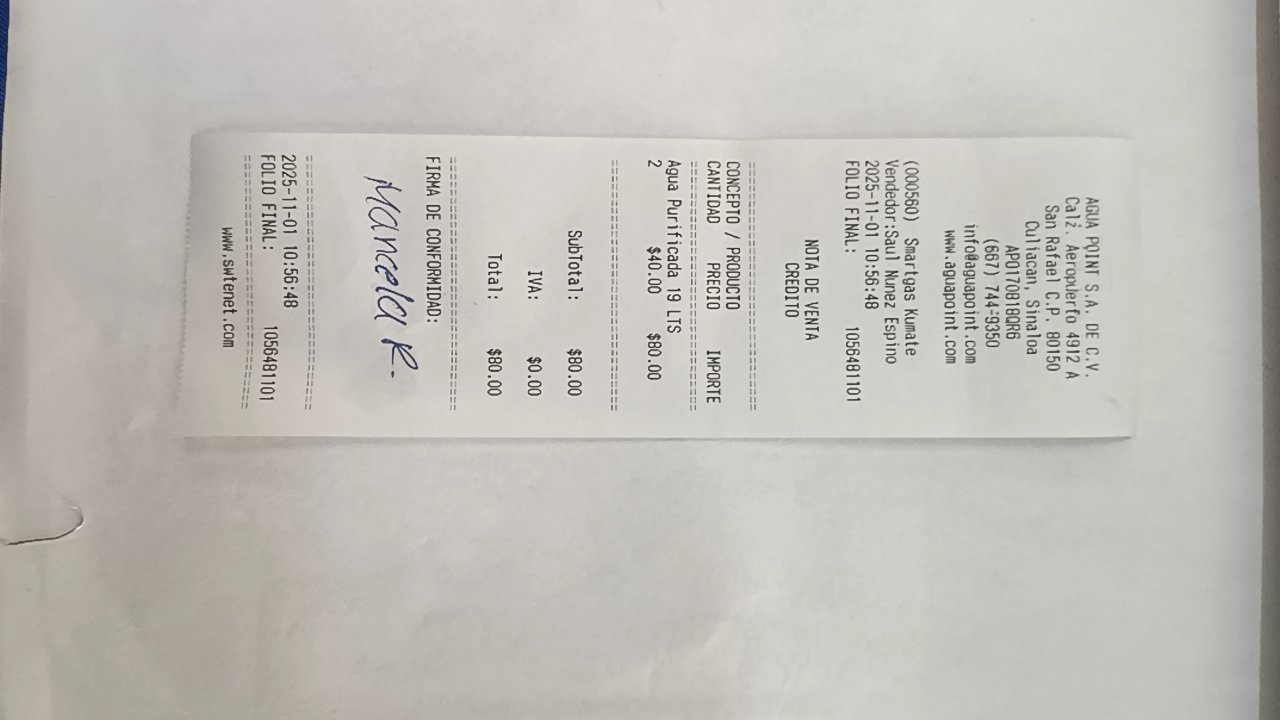 AGUA POINT S.A. DE C.V.
Calz. Aeropuerto 4912 A
San Rafael C.P. 80150
Culiacan, Sinaloa
APO170818QR6
(667) 744-9350
info@aguapoint.com
www.aguapoint.com
(000560) Smartgas Kumate
Vendedor:Saul Nunez Espino
2025-11-01 10:56:48
FOLIO FINAL: 1056481101
NOTA DE VENTA
CREDITO
CONCEPTO / PRODUCTO
CANTIDAD PRECIO IMPORTE
Agua Purificada 19 LTS
2 $40.00 $80.00
SubTotal: $80.00
IVA: $0.00
Total: $80.00
FIRMA DE CONFORMIDAD:
Marcela R.
2025-11-01 10:56:48
FOLIO FINAL: 1056481101
www.swtenet.com